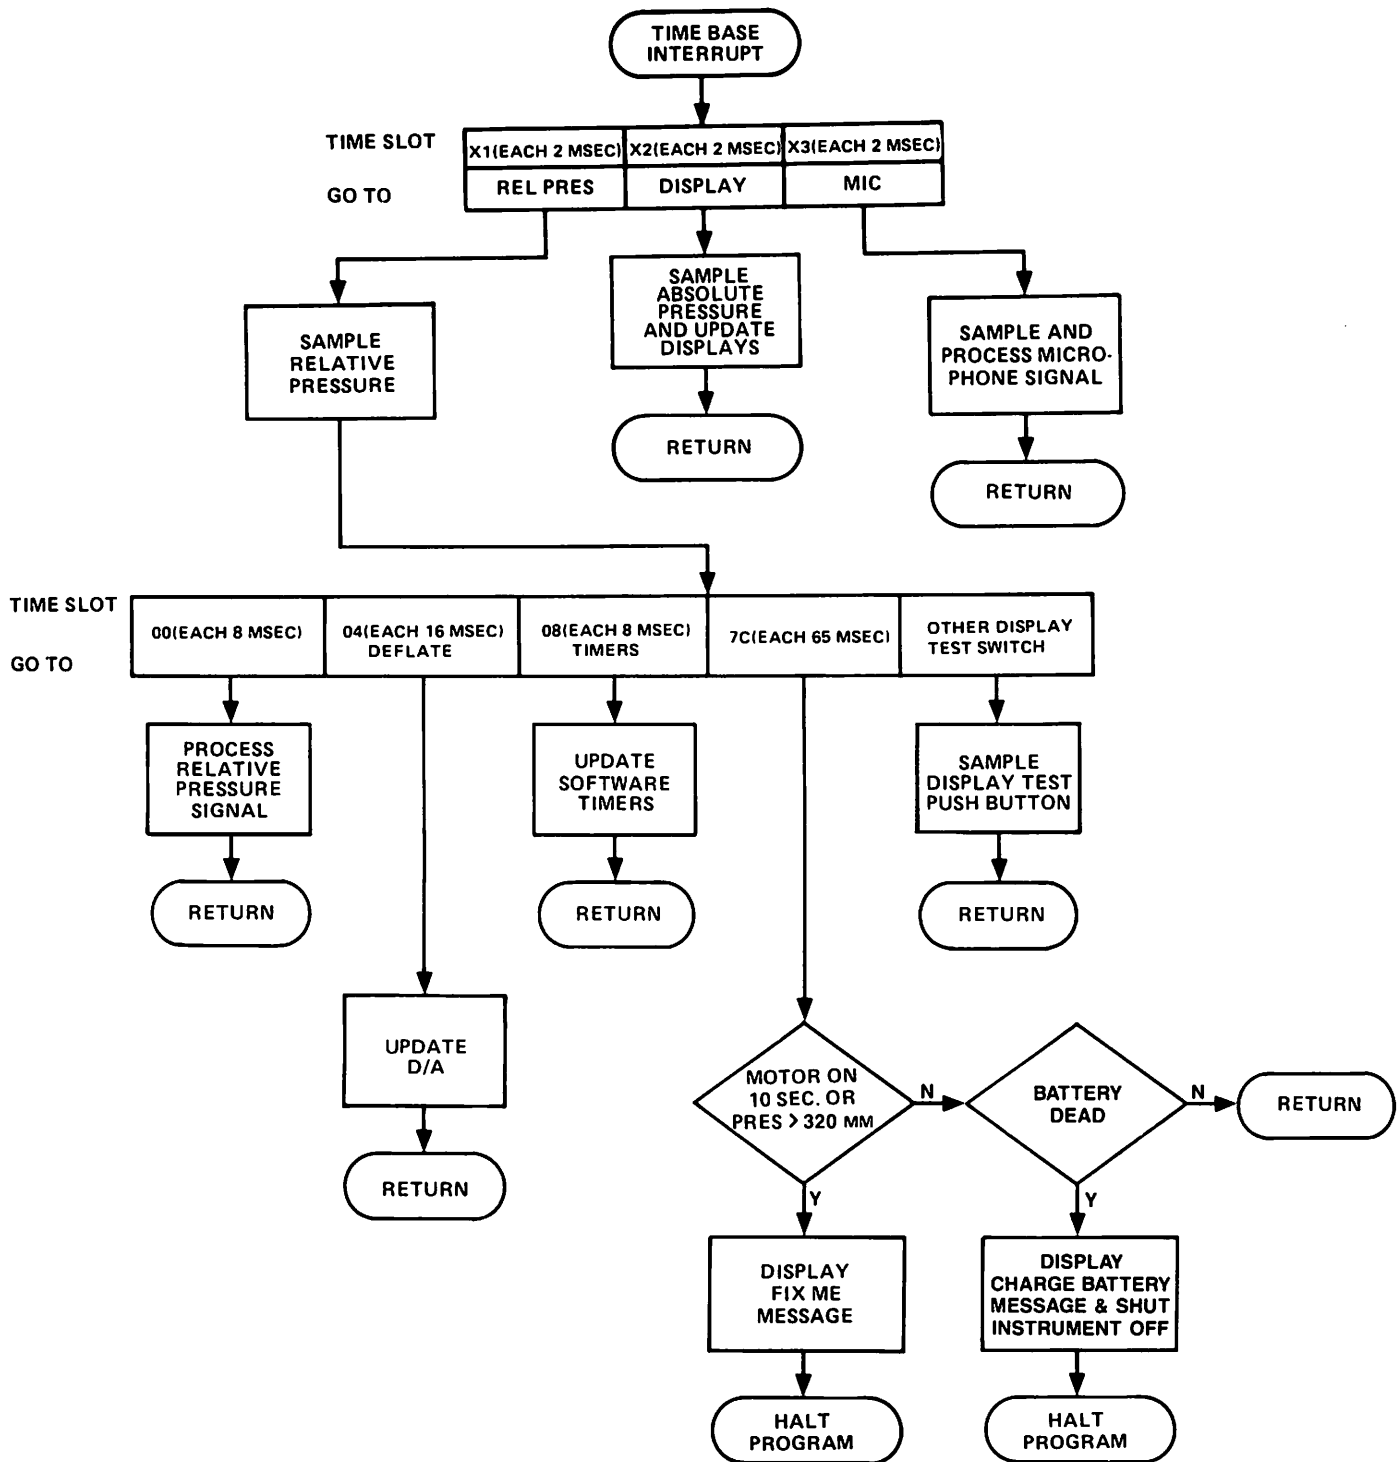 TIME BASE
INTERRUPT
TIME SLOT
X1(EACH 2 MSEC)
X2(EACH 2 MSEC)
X3(EACH 2 MSEC)
GO TO
REL PRES
DISPLAY
MIC
SAMPLE
RELATIVE
PRESSURE
SAMPLE
ABSOLUTE
PRESSURE
AND UPDATE
DISPLAYS
RETURN
SAMPLE AND
PROCESS MICRO-
PHONE SIGNAL
RETURN
TIME SLOT
GO TO
00(EACH 8 MSEC)
04(EACH 16 MSEC)
DEFLATE
08(EACH 8 MSEC)
TIMERS
7C(EACH 65 MSEC)
OTHER DISPLAY
TEST SWITCH
PROCESS
RELATIVE
PRESSURE
SIGNAL
RETURN
UPDATE
D/A
RETURN
UPDATE
SOFTWARE
TIMERS
RETURN
SAMPLE
DISPLAY TEST
PUSH BUTTON
RETURN
MOTOR ON
10 SEC. OR
PRES > 320 MM
N
Y
BATTERY
DEAD
N
Y
RETURN
DISPLAY
FIX ME
MESSAGE
HALT
PROGRAM
DISPLAY
CHARGE BATTERY
MESSAGE & SHUT
INSTRUMENT OFF
HALT
PROGRAM